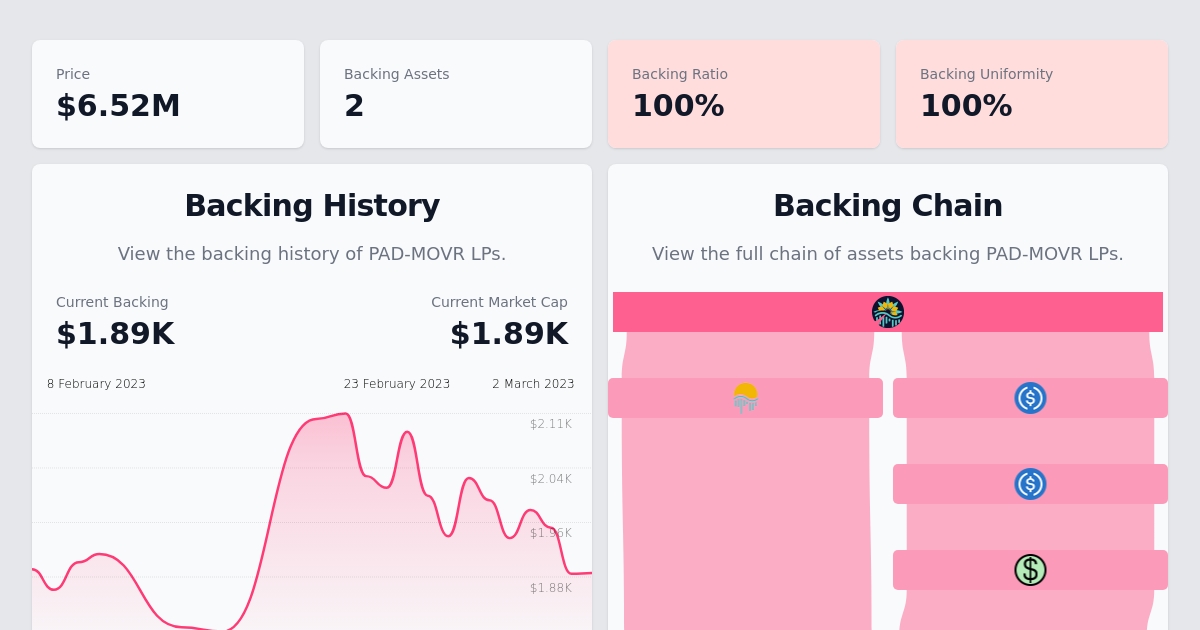 Price
$6.52M
Backing Assets
2
Backing Ratio
100%
Backing Uniformity
100%
Backing History
View the backing history of PAD-MOVR LPs.
Current Backing
$1.89K
Current Market Cap
$1.89K
8 February 2023
23 February 2023
2 March 2023
$2.11K
$2.04K
$1.96K
$1.88K
Backing Chain
View the full chain of assets backing PAD-MOVR LPs.
$
$
$